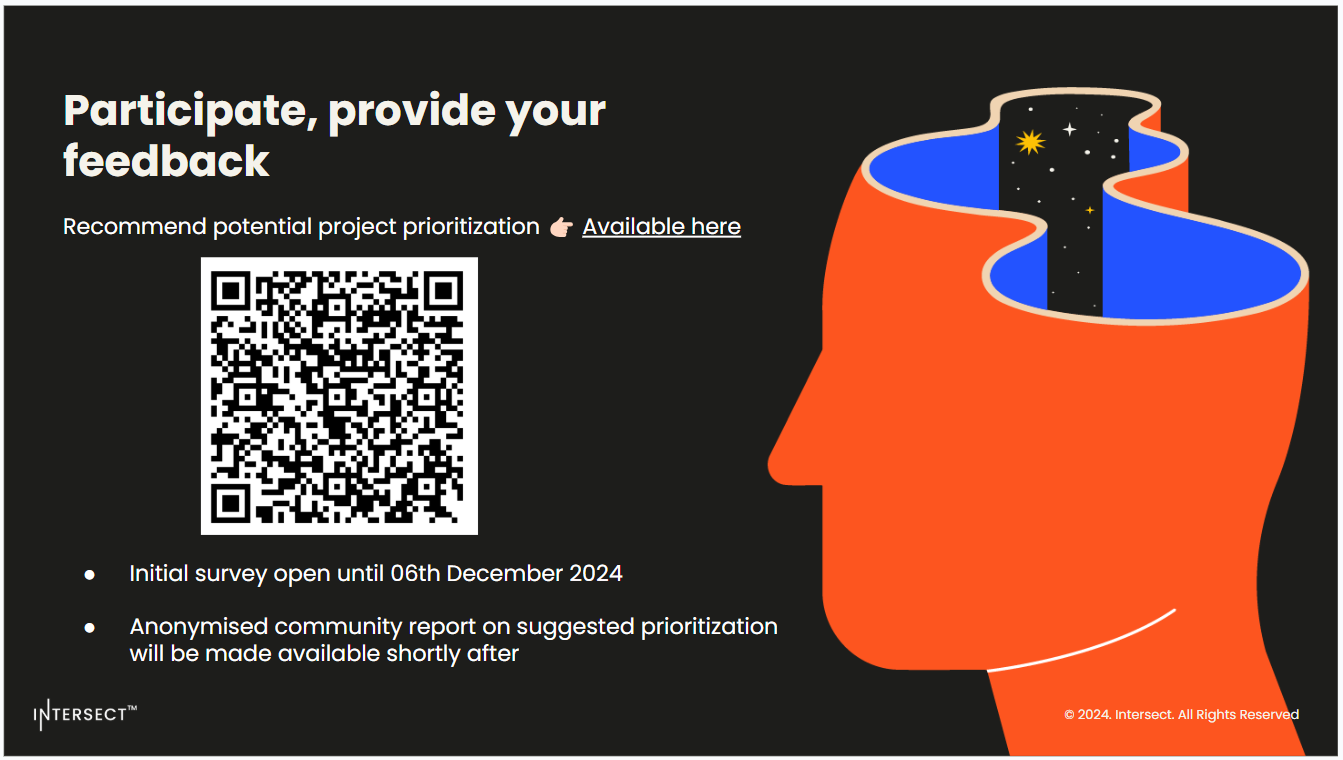 Participate, provide your
feedback
Recommend potential project prioritization 👉🏻 Available here
● Initial survey open until 06th December 2024
● Anonymised community report on suggested prioritization
will be made available shortly after
INTERSECT™
© 2024. Intersect. All Rights Reserved